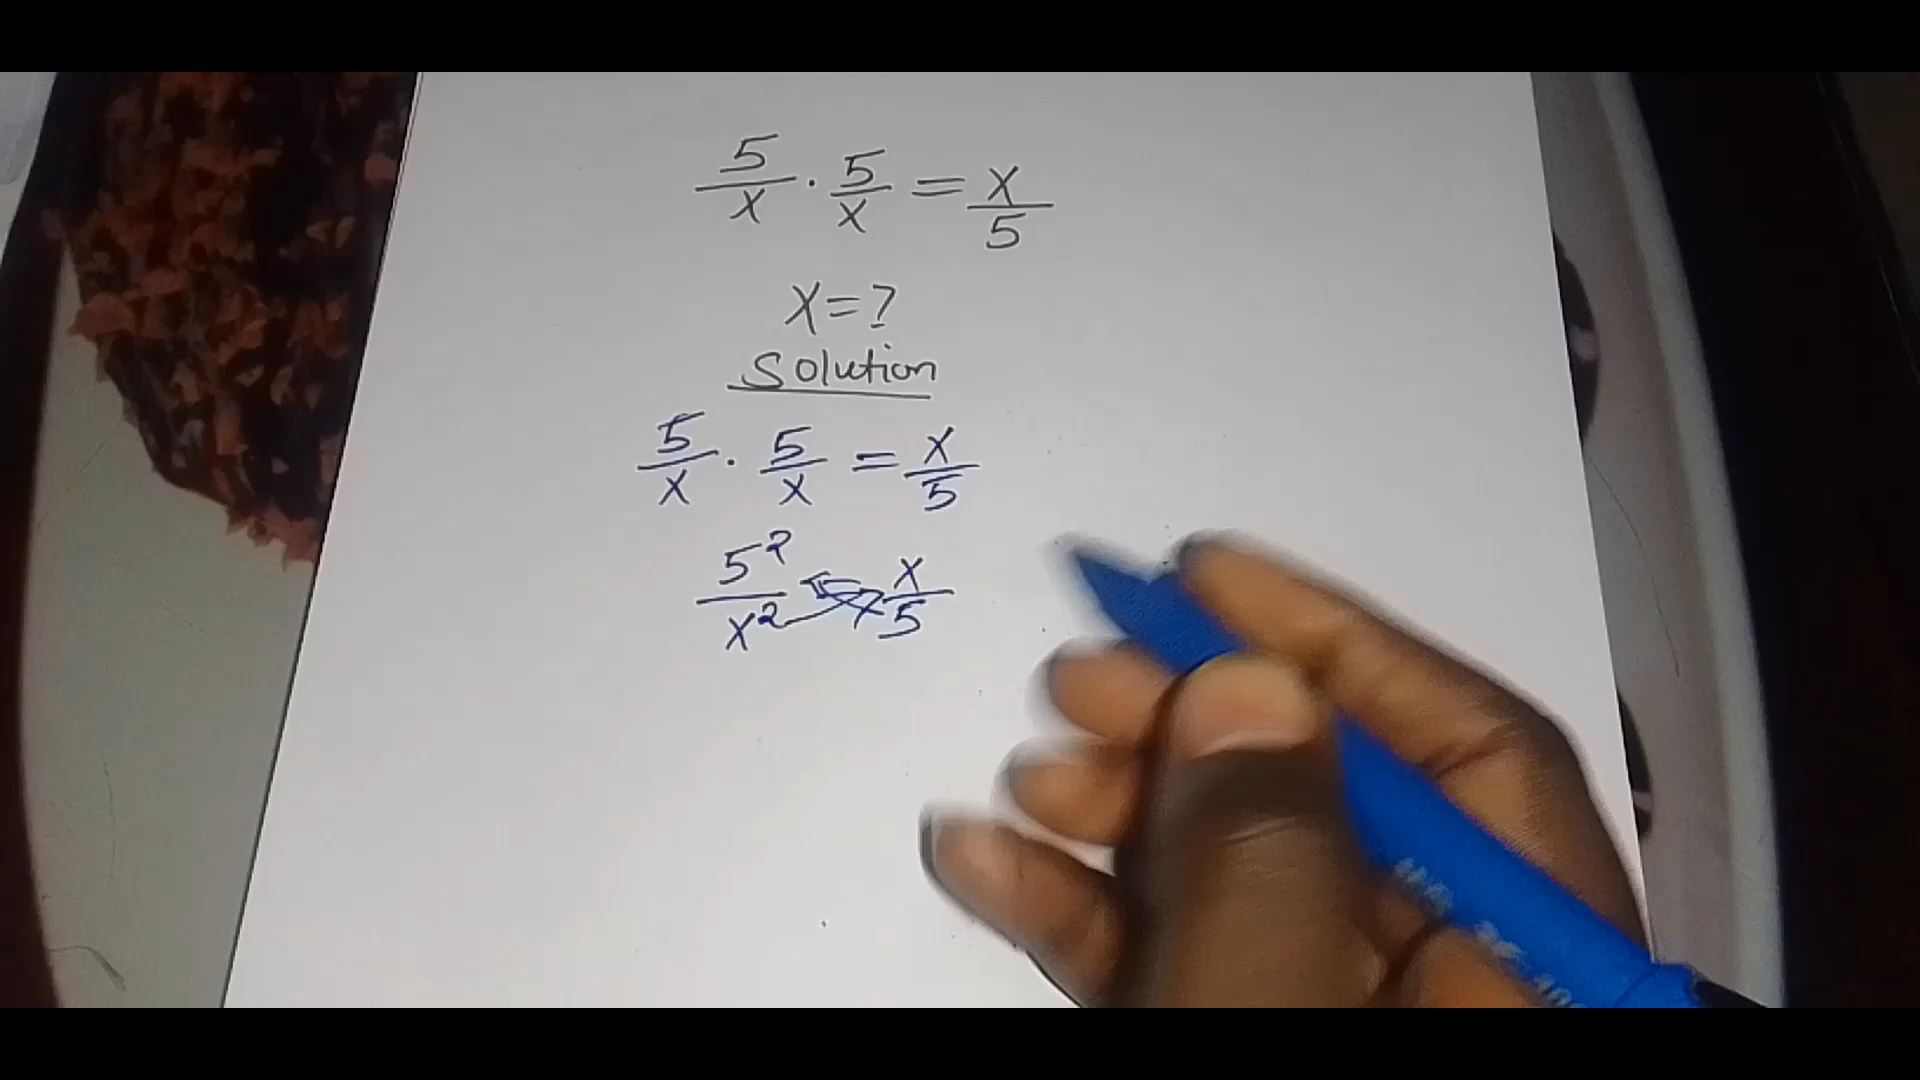 5/x · 5/x = x/5
x = ?
Solution
5/x · 5/x = x/5
5²/x² x/5